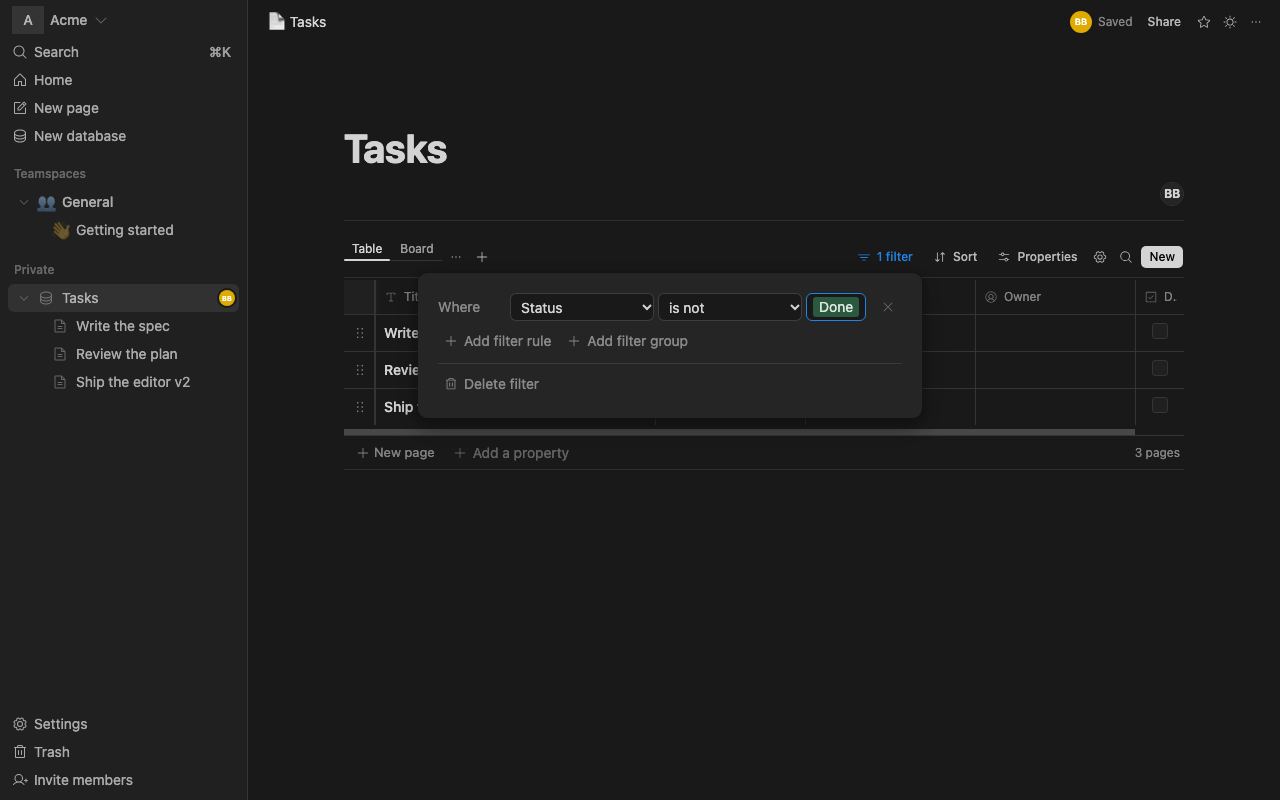 A Acme
Search ⌘K
Home
New page
New database
Teamspaces
General
Getting started
Private
Tasks BB
Write the spec
Review the plan
Ship the editor v2
Settings
Trash
Invite members
Tasks
BB Saved Share
Tasks
BB
Table Board
1 filter Sort Properties New
Owner D.
Where Status is not Done
Add filter rule Add filter group
Delete filter
Write
Ship
New page Add a property 3 pages